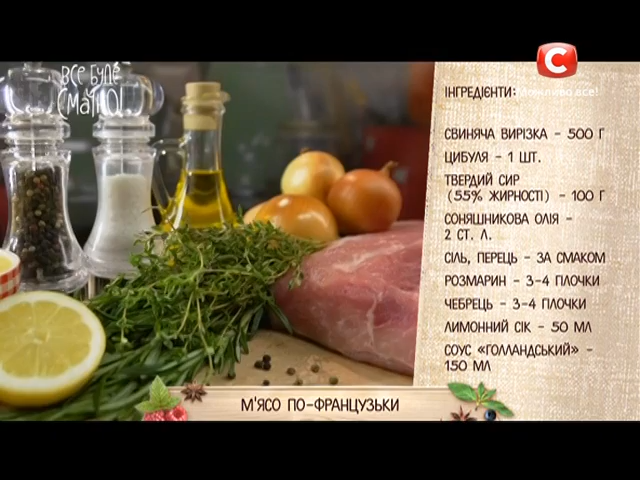 ВСЕ БУДЕ
СМАЧНО!
С
Можливо все!
ІНГРЕДІЄНТИ:
СВИНЯЧА ВИРІЗКА - 500 Г
ЦИБУЛЯ - 1 ШТ.
ТВЕРДИЙ СИР
(55% ЖИРНОСТІ) - 100 Г
СОНЯШНИКОВА ОЛІЯ -
2 СТ. Л.
СІЛЬ, ПЕРЕЦЬ - ЗА СМАКОМ
РОЗМАРИН - 3-4 ГІЛОЧКИ
ЧЕБРЕЦЬ - 3-4 ГІЛОЧКИ
ЛИМОННИЙ СІК - 50 МЛ
СОУС «ГОЛЛАНДСЬКИЙ» -
150 МЛ
М'ЯСО ПО-ФРАНЦУЗЬКИ